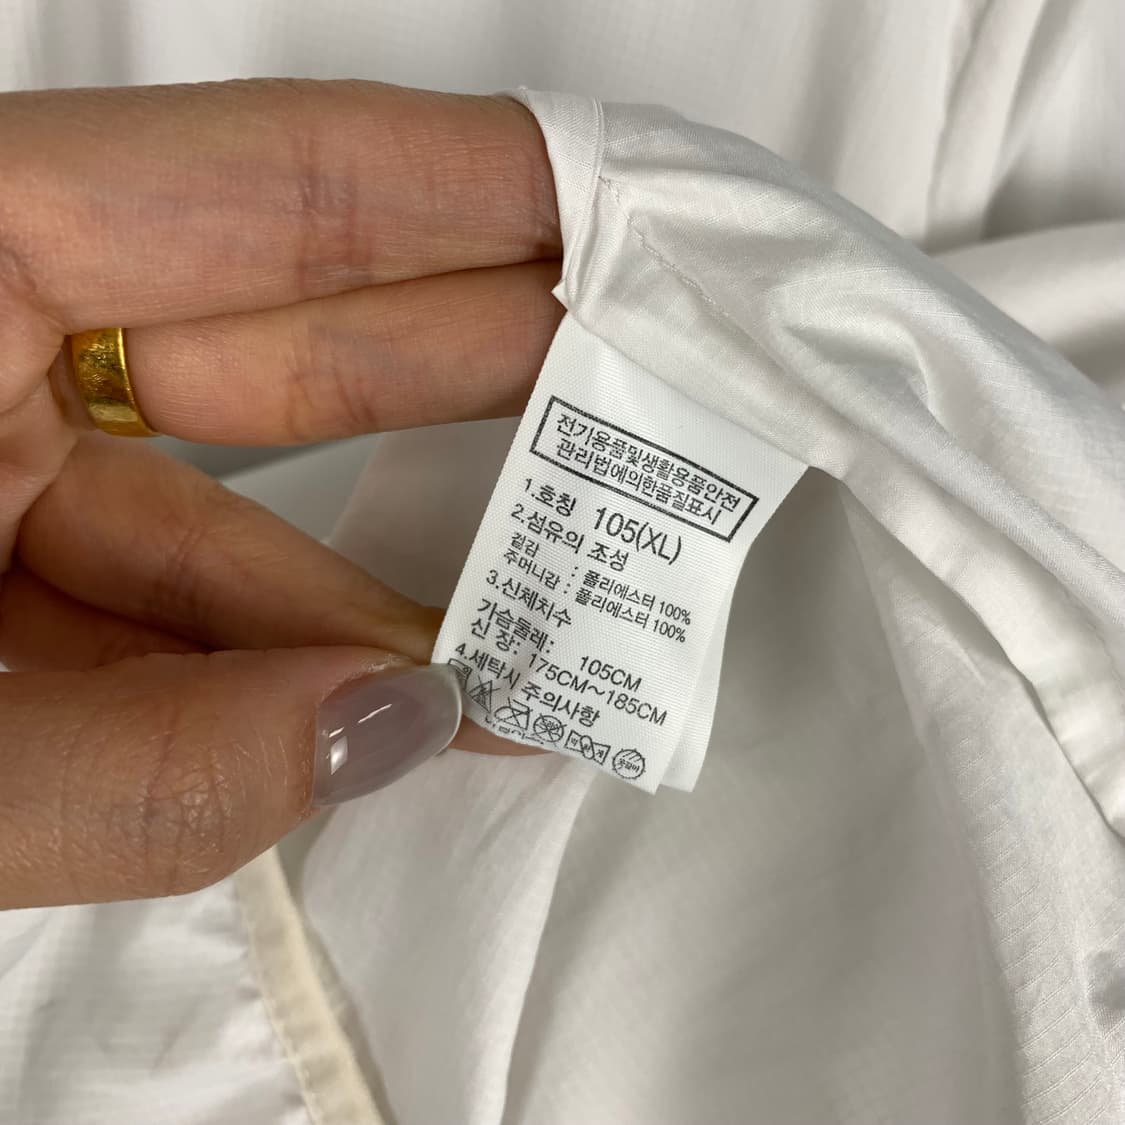 전기용품및생활용품안전
관리법에의한품질표시
1.호칭 105(XL)
2.섬유의 조성
겉감 : 폴리에스터 100%
주머니감 : 폴리에스터 100%
3.신체치수
가슴둘레: 105CM
신 장: 175CM~185CM
4.세탁시 주의사항